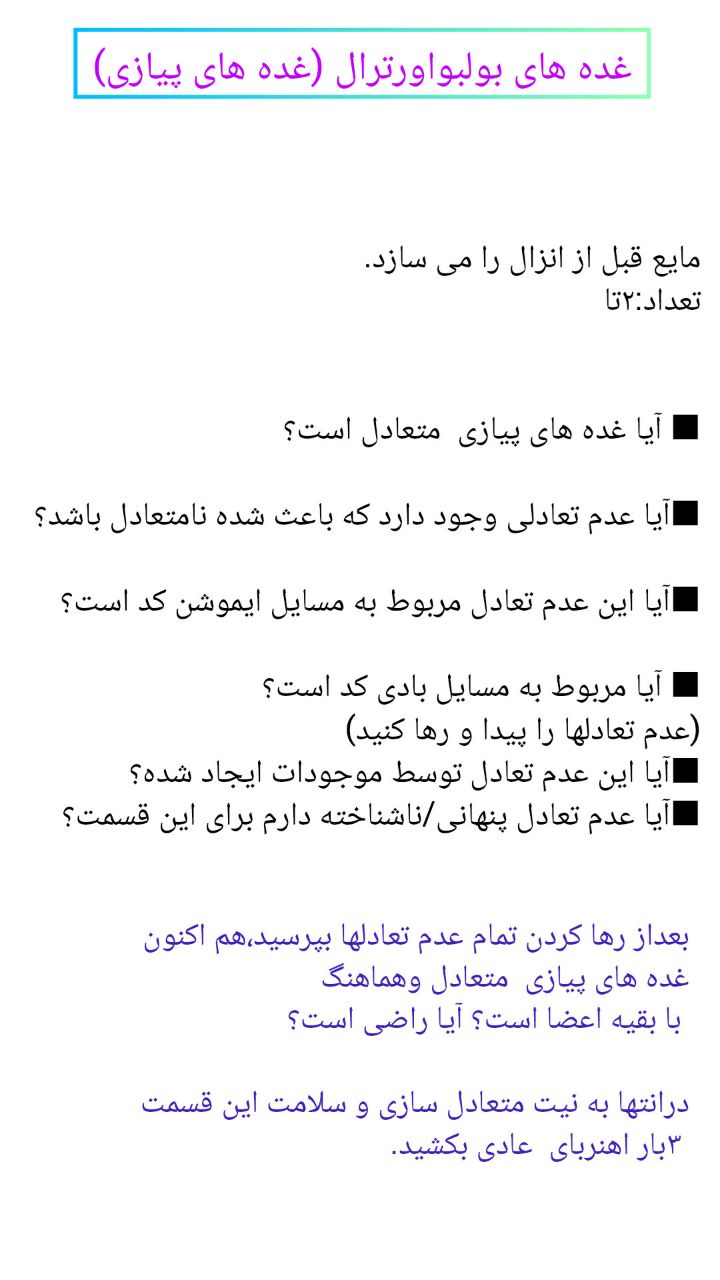 غده های بولبواورترال (غده های پیازی)
مایع قبل از انزال را می سازد.
تعداد:۲تا
■ آیا غده های پیازی متعادل است؟
■آیا عدم تعادلی وجود دارد که باعث شده نامتعادل باشد؟
■آیا این عدم تعادل مربوط به مسایل ایموشن کد است؟
■ آیا مربوط به مسایل بادی کد است؟
(عدم تعادلها را پیدا و رها کنید)
■آیا این عدم تعادل توسط موجودات ایجاد شده؟
■آیا عدم تعادل پنهانی/ناشناخته دارم برای این قسمت؟
بعداز رها کردن تمام عدم تعادلها بپرسید،هم اکنون
غده های پیازی متعادل وهماهنگ
با بقیه اعضا است؟ آیا راضی است؟
درانتها به نیت متعادل سازی و سلامت این قسمت
۳بار اهنربای عادی بکشید.